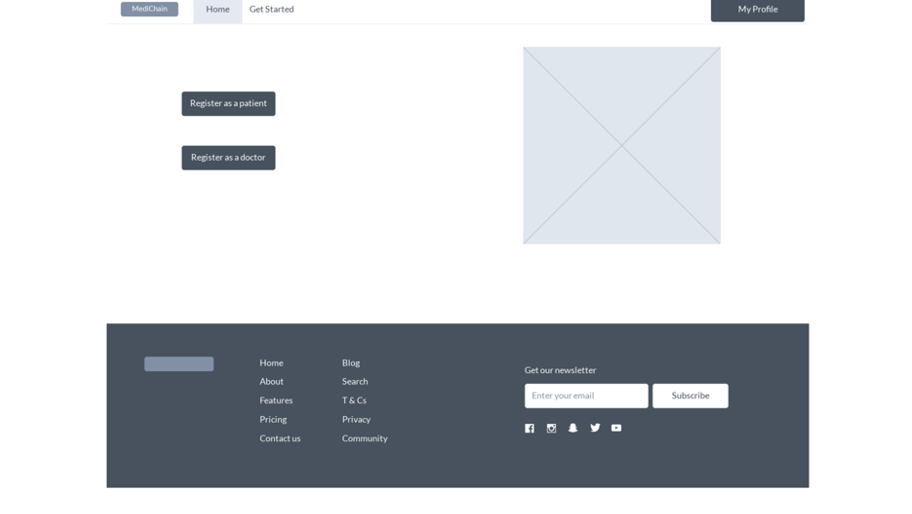 MediChain
Home
Get Started
My Profile
Register as a patient
Register as a doctor
Home
Blog
About
Search
Features
T & Cs
Pricing
Privacy
Contact us
Community
Get our newsletter
Enter your email
Subscribe